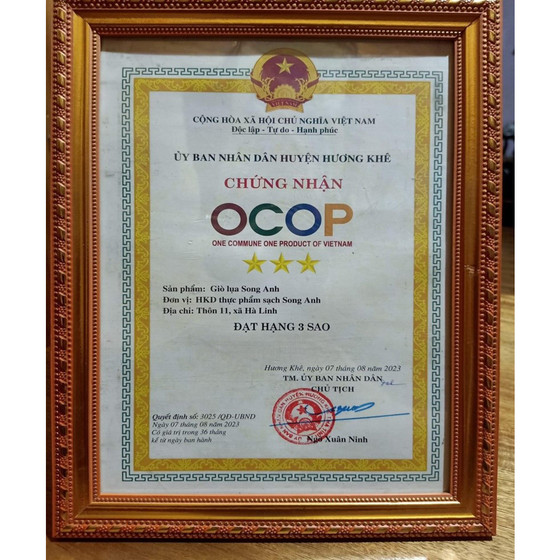 CỘNG HÒA XÃ HỘI CHỦ NGHĨA VIỆT NAM
Độc lập - Tự do - Hạnh phúc
ỦY BAN NHÂN DÂN HUYỆN HƯƠNG KHÊ
CHỨNG NHẬN
OCOP
ONE COMMUNE ONE PRODUCT OF VIETNAM
Sản phẩm: Giò lụa Song Anh
Đơn vị: HKD thực phẩm sạch Song Anh
Địa chỉ: Thôn 11, xã Hà Linh
ĐẠT HẠNG 3 SAO
Hương Khê, ngày 07 tháng 08 năm 2023
TM. ỦY BAN NHÂN DÂN
CHỦ TỊCH
Quyết định số: 3025 /QĐ-UBND
Ngày 07 tháng 08 năm 2023
Có giá trị trong 36 tháng
kể từ ngày ban hành
Ngô Xuân Ninh